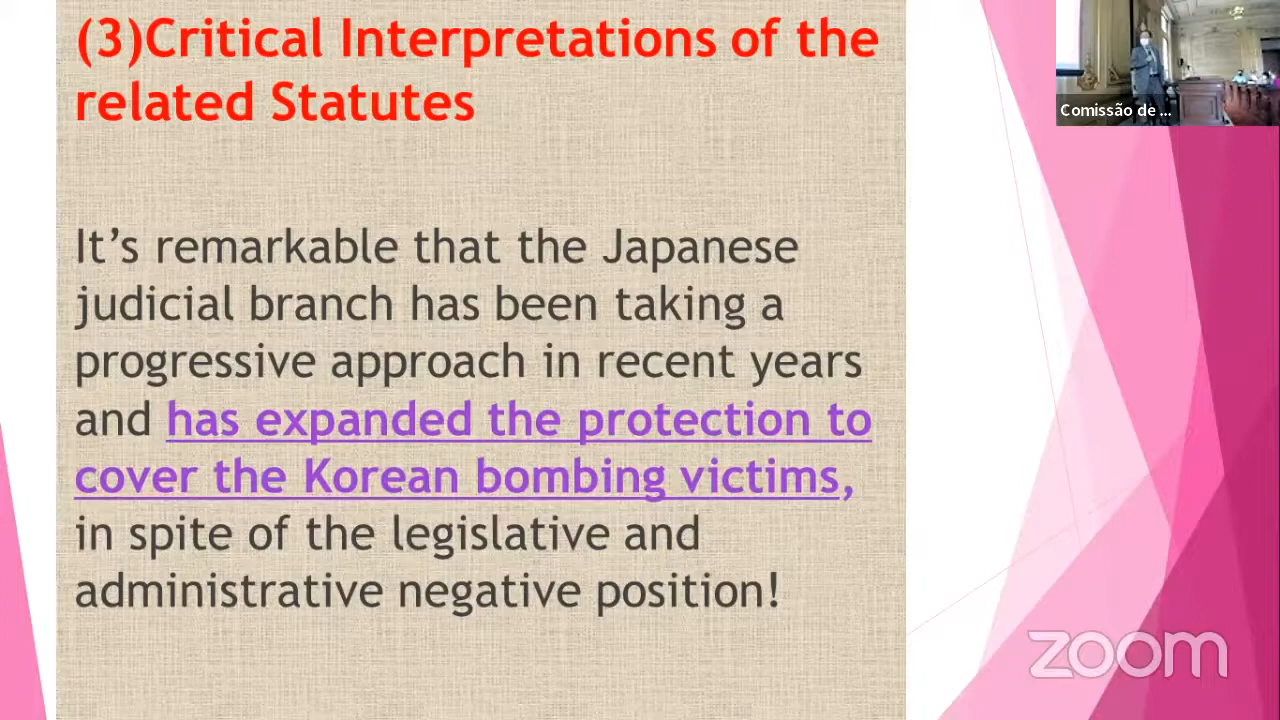 (3)Critical Interpretations of the
related Statutes
It’s remarkable that the Japanese
judicial branch has been taking a
progressive approach in recent years
and has expanded the protection to
cover the Korean bombing victims,
in spite of the legislative and
administrative negative position!
Comissão de ...
zoom